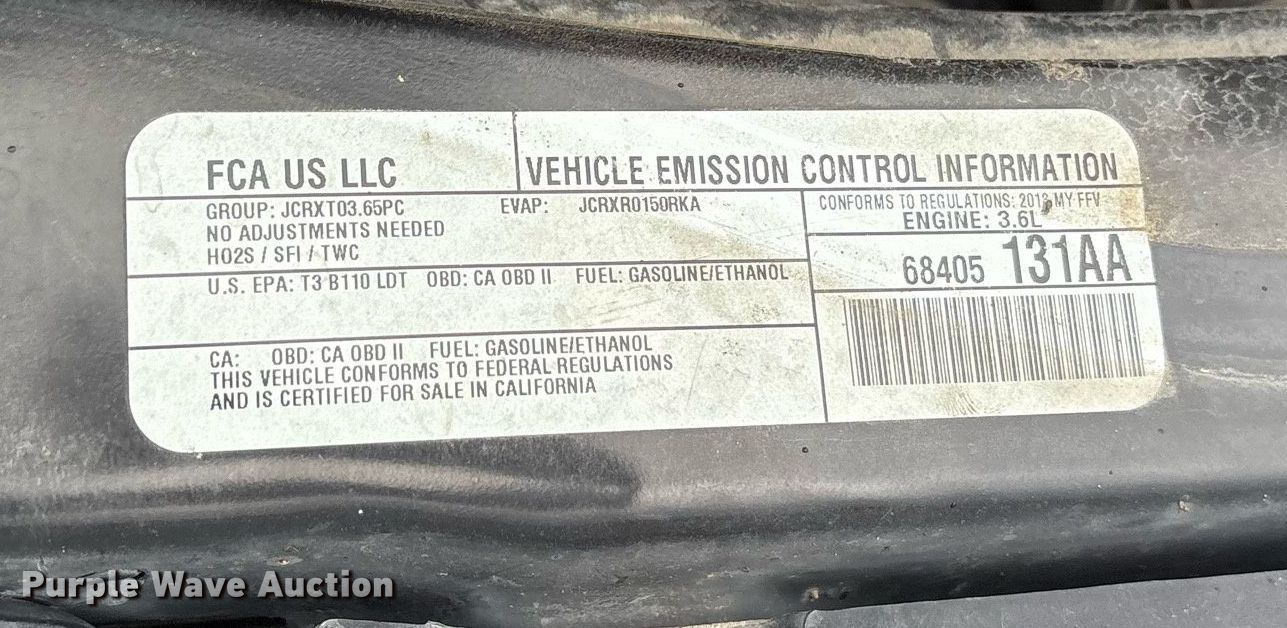 FCA US LLC
VEHICLE EMISSION CONTROL INFORMATION
GROUP: JCRXT03.65PC EVAP: JCRXR0150RKA
NO ADJUSTMENTS NEEDED
HO2S / SFI / TWC
CONFORMS TO REGULATIONS: 2018 MY FFV
ENGINE: 3.6L
68405 131AA
U.S. EPA: T3 B110 LDT OBD: CA OBD II FUEL: GASOLINE/ETHANOL
CA: OBD: CA OBD II FUEL: GASOLINE/ETHANOL
THIS VEHICLE CONFORMS TO FEDERAL REGULATIONS
AND IS CERTIFIED FOR SALE IN CALIFORNIA
Purple Wave Auction